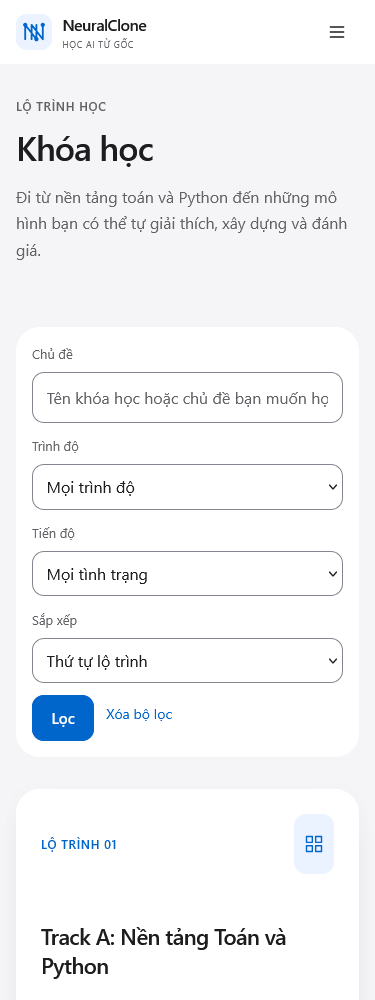 NeuralClone
HỌC AI TỪ GỐC
LỘ TRÌNH HỌC
Khóa học
Đi từ nền tảng toán và Python đến những mô
hình bạn có thể tự giải thích, xây dựng và đánh
giá.
Chủ đề
Tên khóa học hoặc chủ đề bạn muốn họ
Trình độ
Mọi trình độ
Tiến độ
Mọi tình trạng
Sắp xếp
Thứ tự lộ trình
Lọc
Xóa bộ lọc
LỘ TRÌNH 01
Track A: Nền tảng Toán và
Python